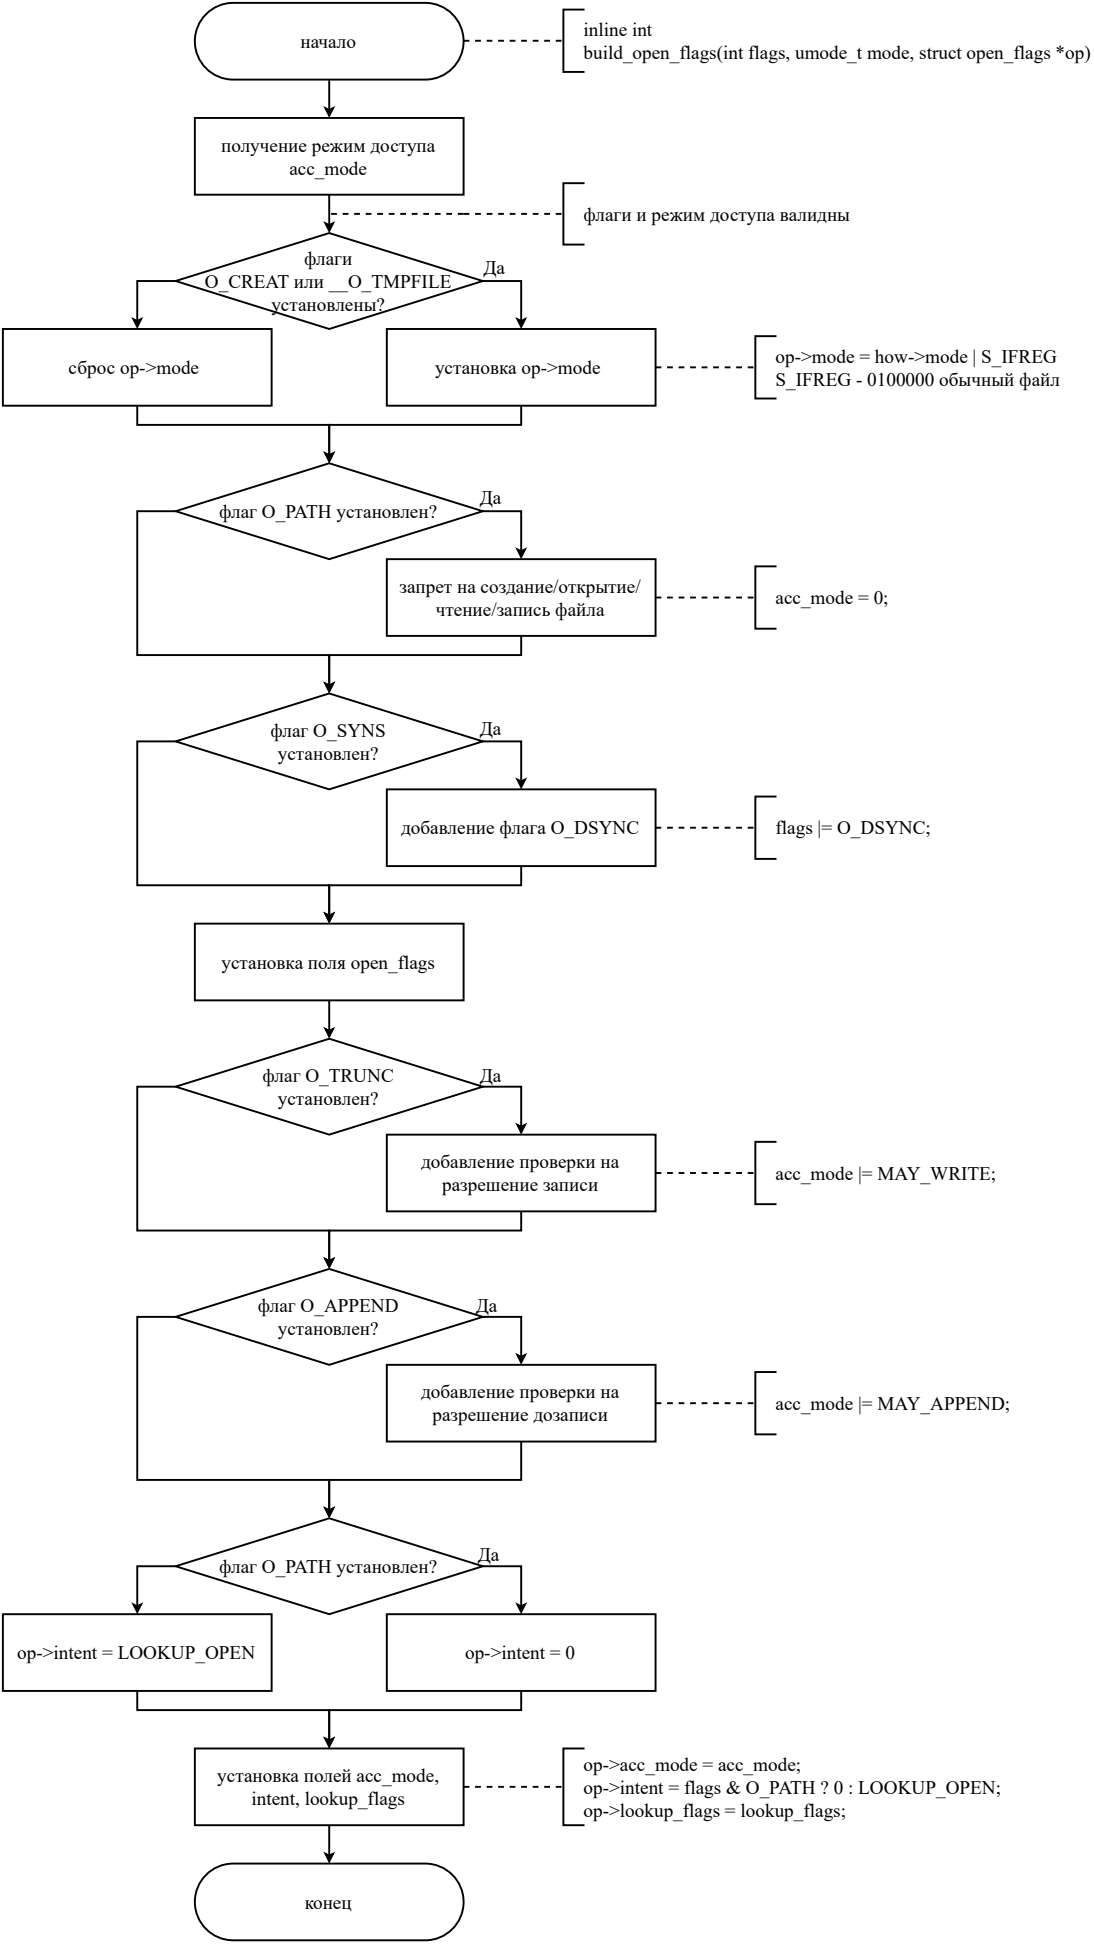 начало
inline int
build_open_flags(int flags, umode_t mode, struct open_flags *op)
получение режим доступа
acc_mode
флаги и режим доступа валидны
флаги
O_CREAT или __O_TMPFILE
установлены?
Да
сброс op->mode
установка op->mode
op->mode = how->mode | S_IFREG
S_IFREG - 0100000 обычный файл
флаг O_PATH установлен?
Да
запрет на создание/открытие/
чтение/запись файла
acc_mode = 0;
флаг O_SYNS
установлен?
Да
добавление флага O_DSYNC
flags |= O_DSYNC;
установка поля open_flags
флаг O_TRUNC
установлен?
Да
добавление проверки на
разрешение записи
acc_mode |= MAY_WRITE;
флаг O_APPEND
установлен?
Да
добавление проверки на
разрешение дозаписи
acc_mode |= MAY_APPEND;
флаг O_PATH установлен?
Да
op->intent = LOOKUP_OPEN
op->intent = 0
установка полей acc_mode,
intent, lookup_flags
op->acc_mode = acc_mode;
op->intent = flags & O_PATH ? 0 : LOOKUP_OPEN;
op->lookup_flags = lookup_flags;
конец